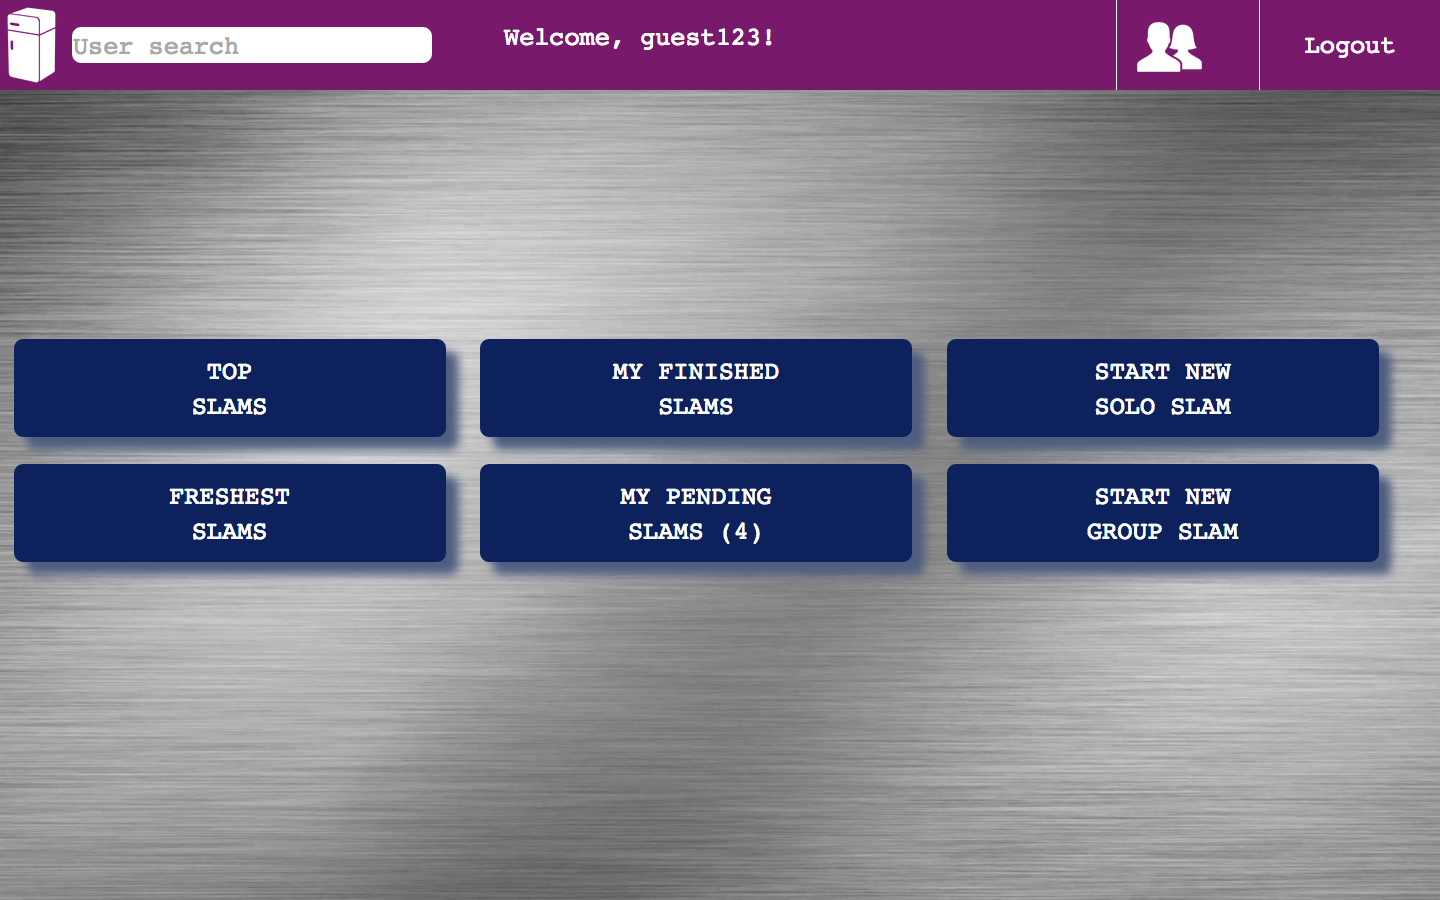 User search
Welcome, guest123!
Logout
TOP
SLAMS
MY FINISHED
SLAMS
START NEW
SOLO SLAM
FRESHEST
SLAMS
MY PENDING
SLAMS (4)
START NEW
GROUP SLAM